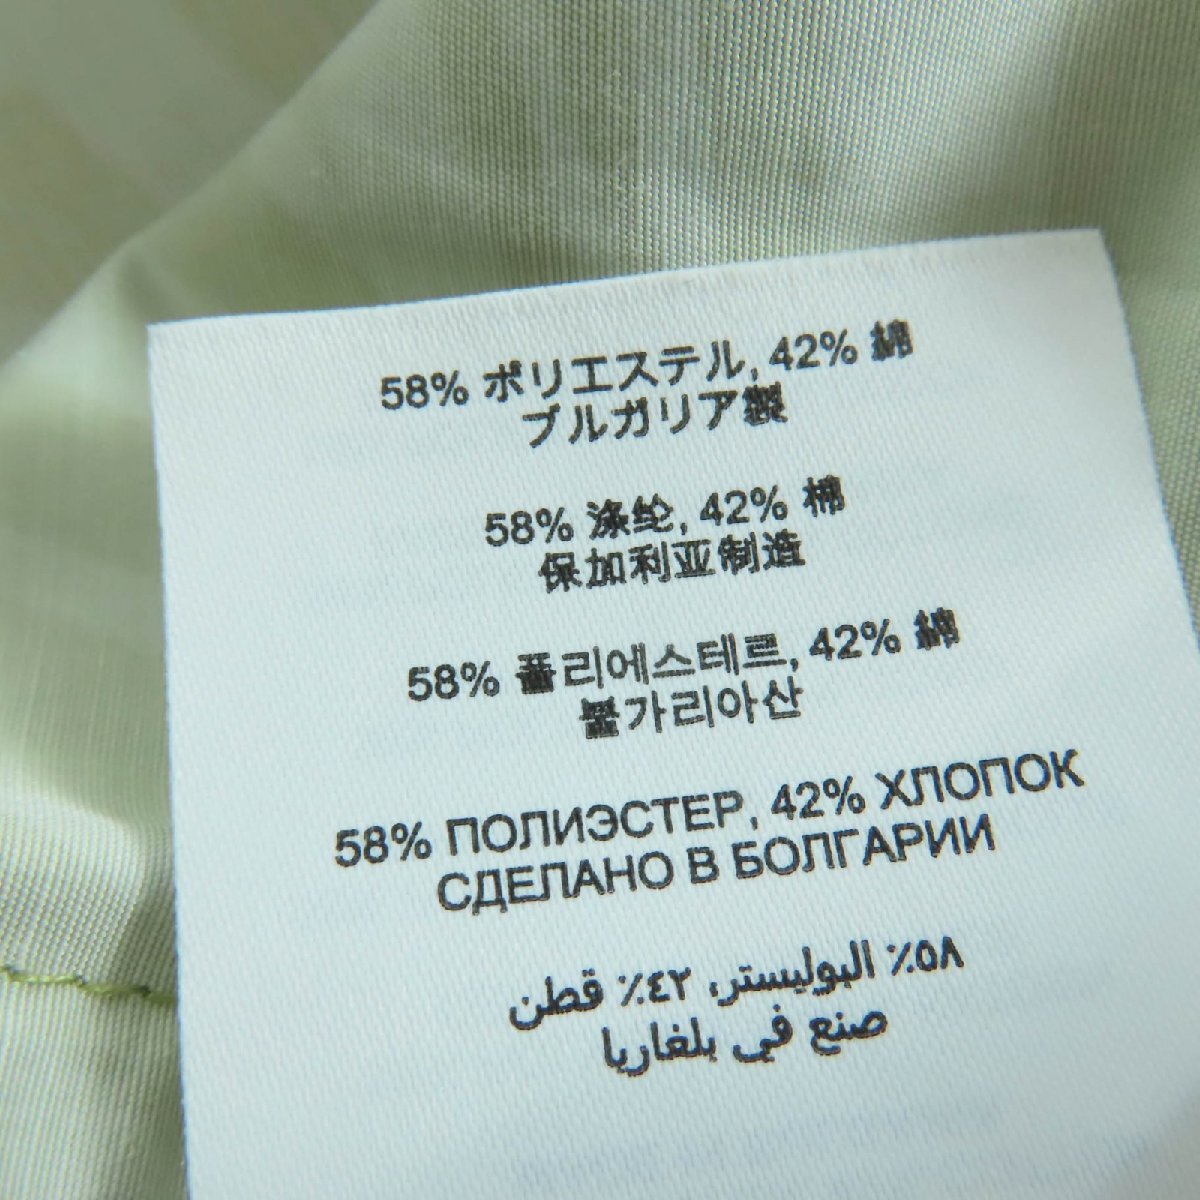 58% ポリエステル, 42% 綿
ブルガリア製
58% 涤纶, 42% 棉
保加利亚制造
58% 폴리에스테르, 42% 綿
불가리아산
58% ПОЛИЭСТЕР, 42% ХЛОПОК
СДЕЛАНО В БОЛГАРИИ
٥٨٪ البوليستر، ٤٢٪ قطن
صنع في بلغاريا